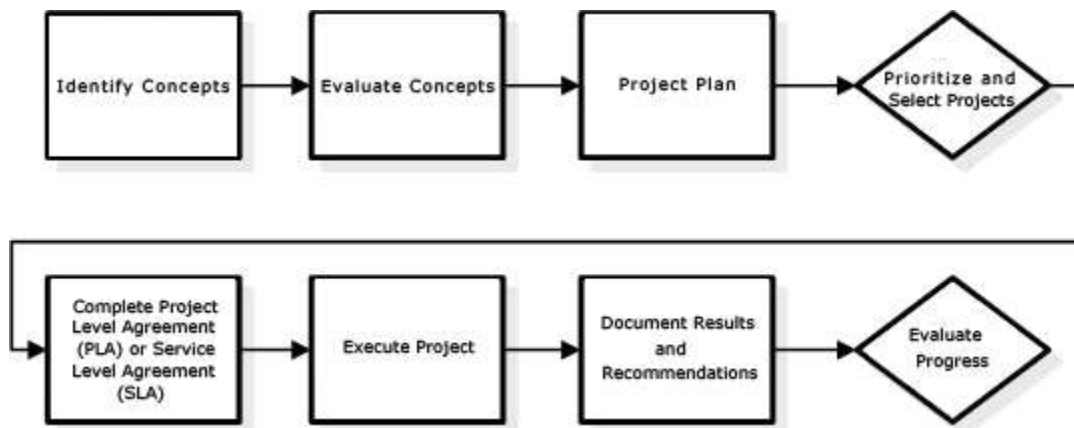 Identify Concepts
Evaluate Concepts
Project Plan
Prioritize and
Select Projects
Complete Project
Level Agreement
(PLA) or Service
Level Agreement
(SLA)
Execute Project
Document Results
and
Recommendations
Evaluate
Progress